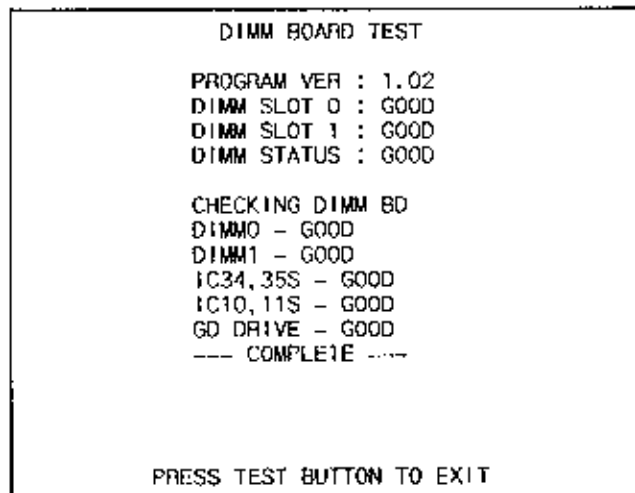 DIMM BOARD TEST
PROGRAM VER : 1.02
DIMM SLOT 0 : GOOD
DIMM SLOT 1 : GOOD
DIMM STATUS : GOOD
CHECKING DIMM BD
DIMM0 – GOOD
DIMM1 – GOOD
IC34,35S – GOOD
IC10,11S – GOOD
GD DRIVE – GOOD
--- COMPLETE ---
PRESS TEST BUTTON TO EXIT